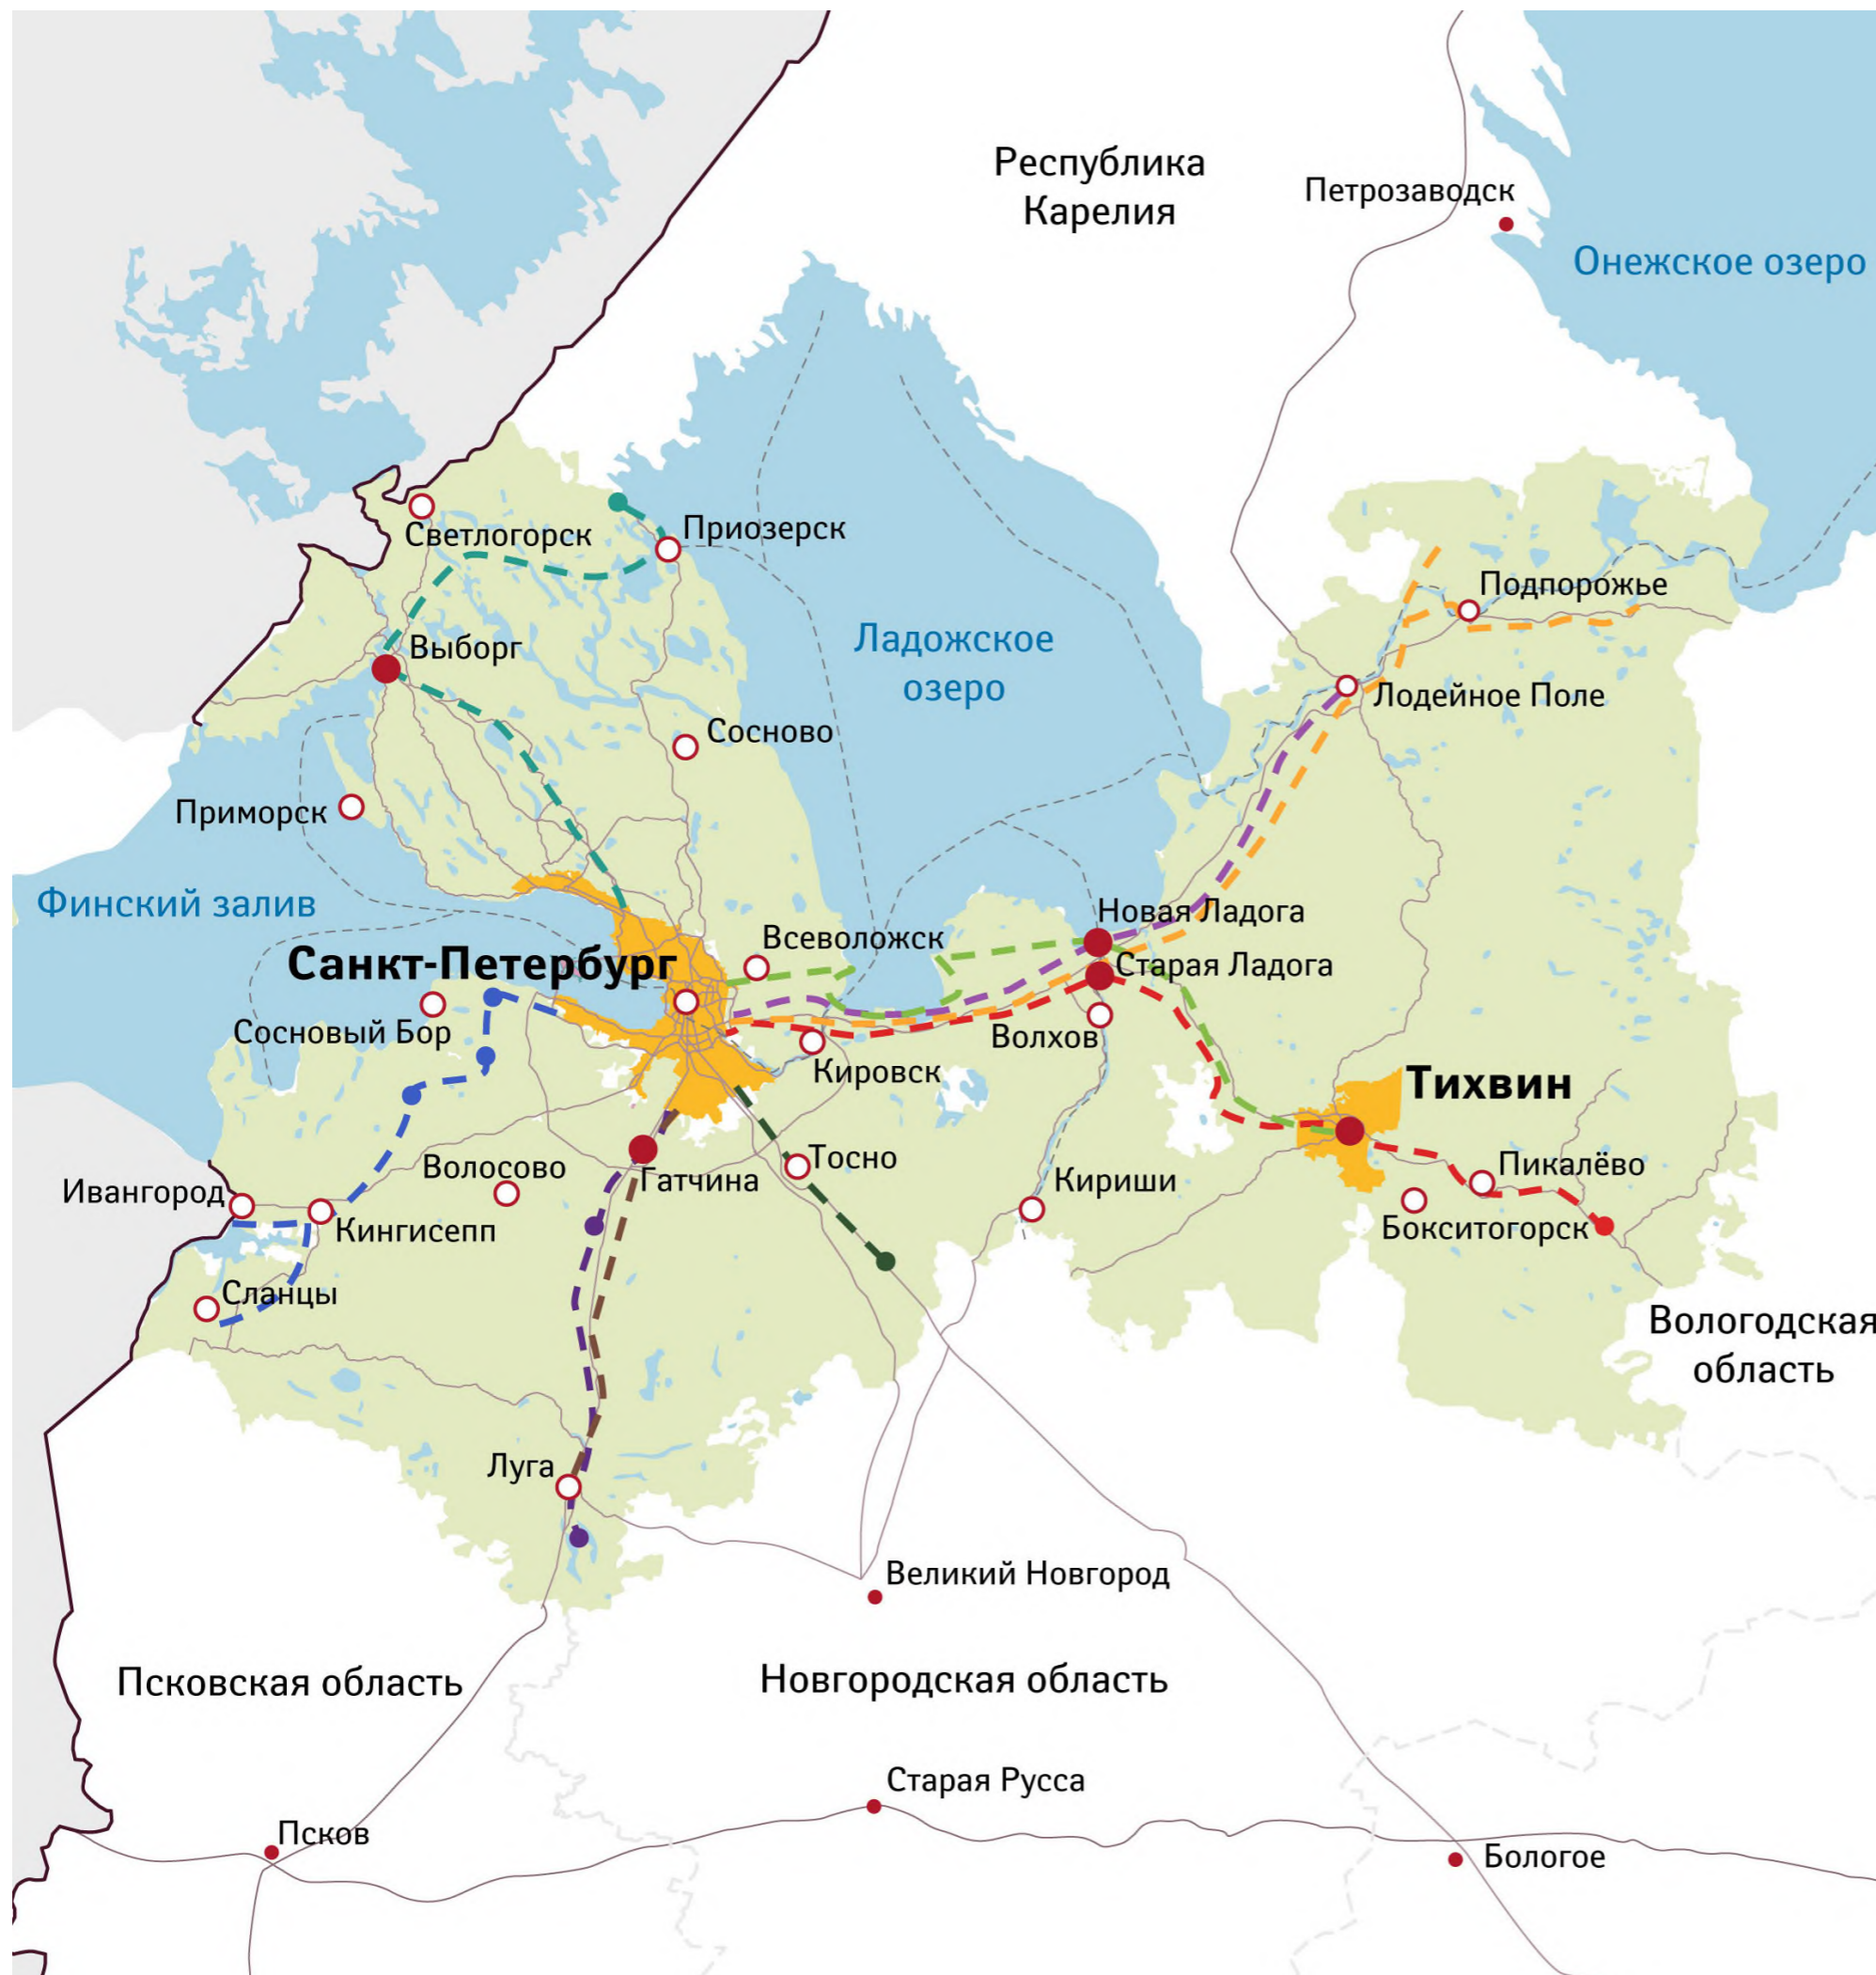 Республика
Карелия
Петрозаводск
Онежское озеро
Светлогорск
Приозерск
Подпорожье
Выборг
Ладожское
озеро
Лодейное Поле
Сосново
Приморск
Финский залив
Новая Ладога
Всеволожск
Санкт-Петербург
Старая Ладога
Сосновый Бор
Волхов
Кировск
Тихвин
Волосово
Тосно
Пикалёво
Гатчина
Кириши
Ивангород
Кингисепп
Бокситогорск
Сланцы
Вологодская
область
Луга
Великий Новгород
Псковская область
Новгородская область
Старая Русса
Псков
Бологое